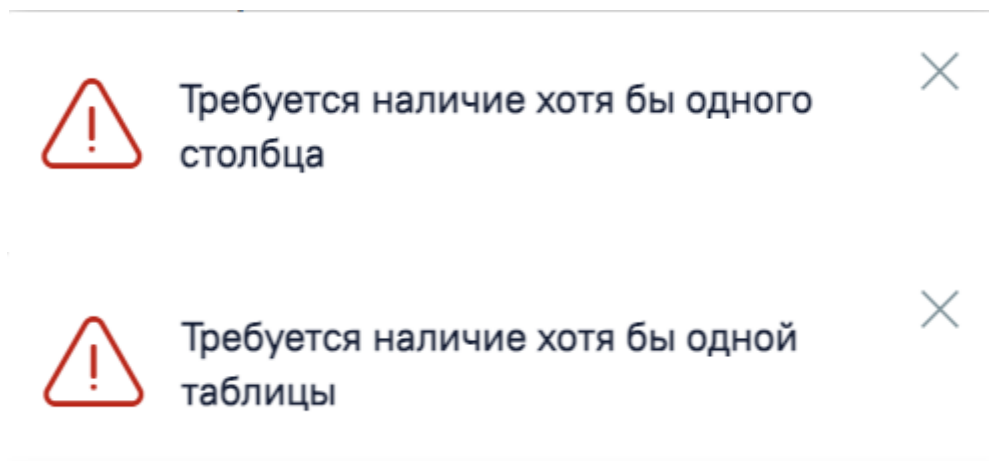 Требуется наличие хотя бы одного
столбца
Требуется наличие хотя бы одной
таблицы